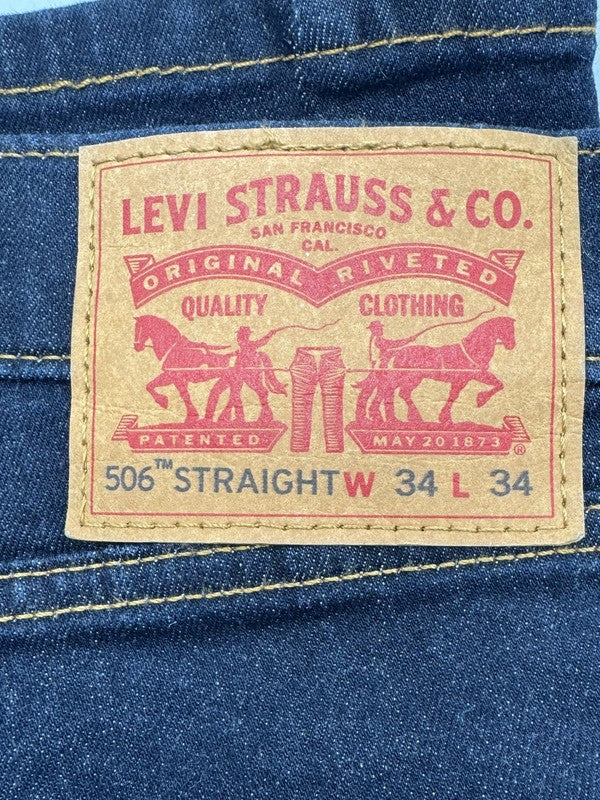 LEVI STRAUSS & CO.
SAN FRANCISCO
CAL.
ORIGINAL RIVETED
QUALITY CLOTHING
PATENTED MAY 20 1873 ®
506™ STRAIGHT W 34 L 34